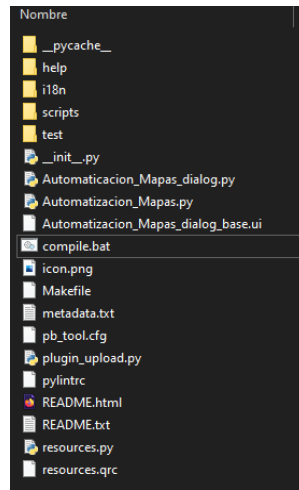 Nombre
__pycache__
help
i18n
scripts
test
__init__.py
Automaticacion_Mapas_dialog.py
Automatizacion_Mapas.py
Automatizacion_Mapas_dialog_base.ui
compile.bat
icon.png
Makefile
metadata.txt
pb_tool.cfg
plugin_upload.py
pylintrc
README.html
README.txt
resources.py
resources.qrc